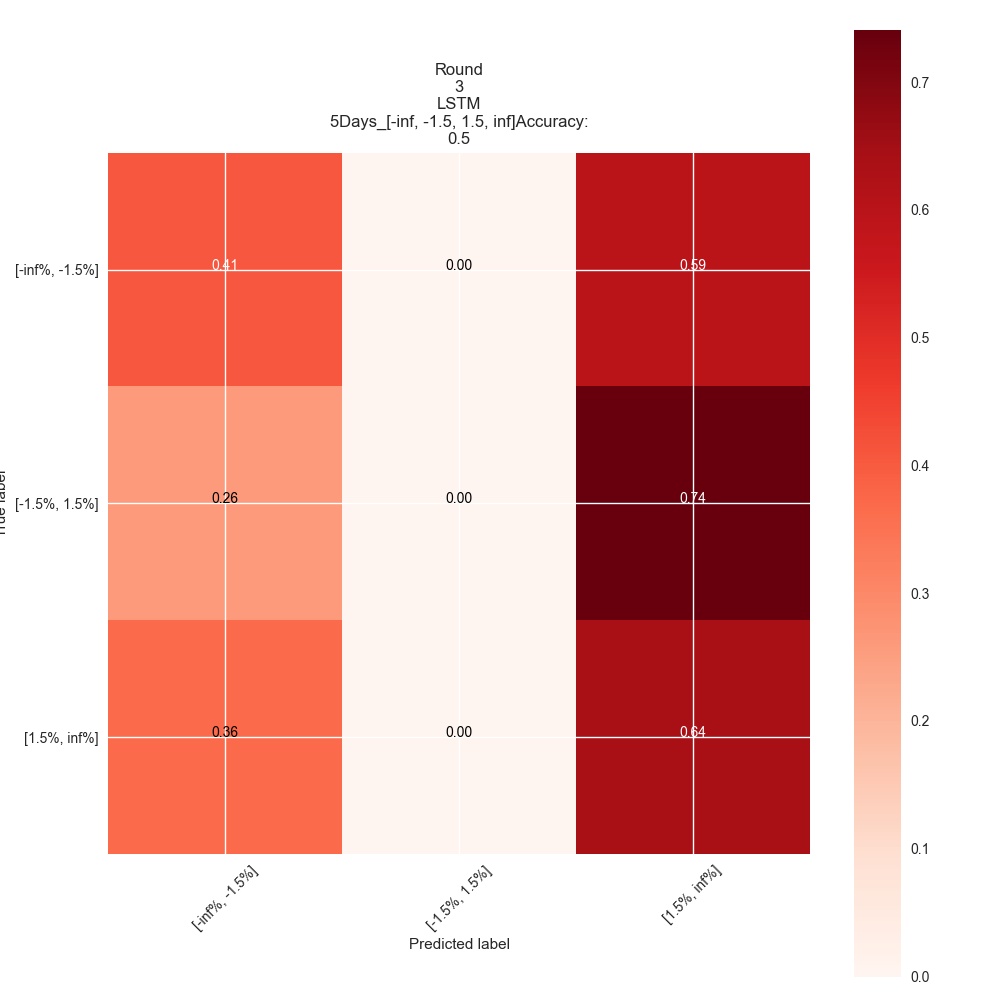 Round
3
LSTM
5Days_[-inf, -1.5, 1.5, inf]Accuracy:
0.5
[-inf%, -1.5%]
0.41
0.00
0.59
[-1.5%, 1.5%]
0.26
0.00
0.74
[1.5%, inf%]
0.36
0.00
0.64
[-inf%, -1.5%]
[-1.5%, 1.5%]
[1.5%, inf%]
Predicted label
True label
0.7
0.6
0.5
0.4
0.3
0.2
0.1
0.0